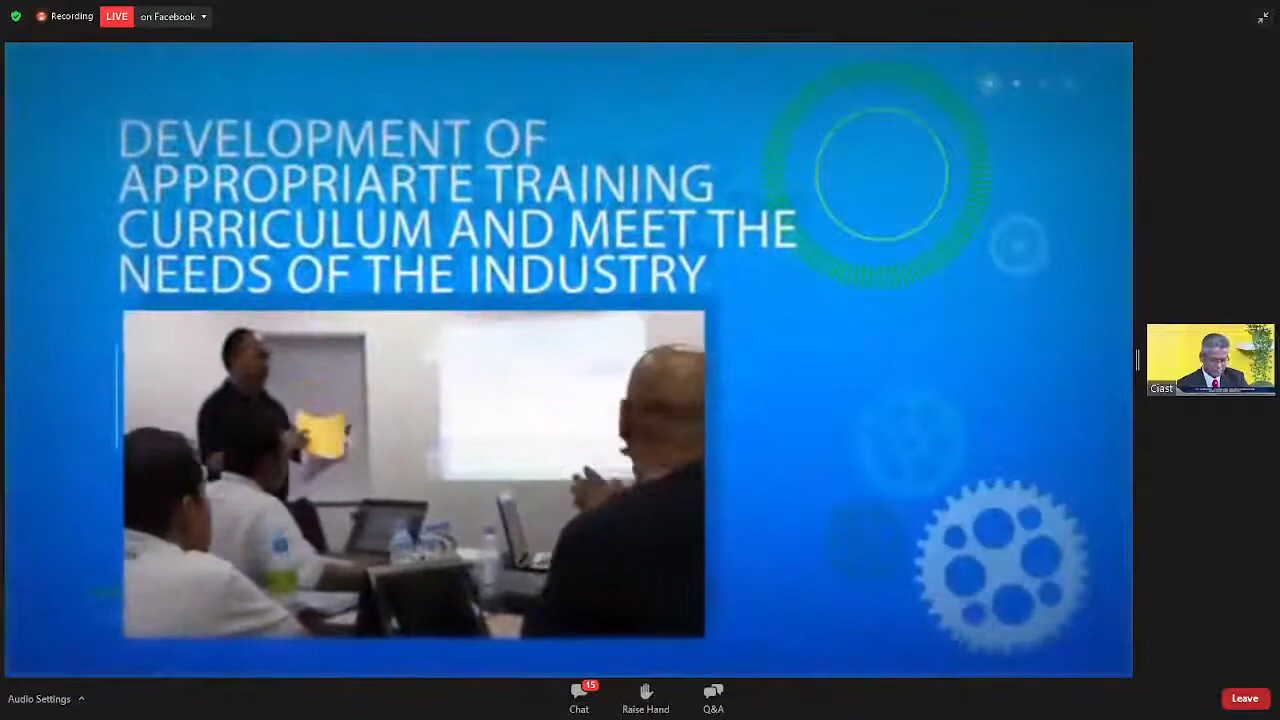 Recording
LIVE on Facebook
DEVELOPMENT OF
APPROPRIARTE TRAINING
CURRICULUM AND MEET THE
NEEDS OF THE INDUSTRY
Ciast
Audio Settings
15
Chat
Raise Hand
Q&A
Leave